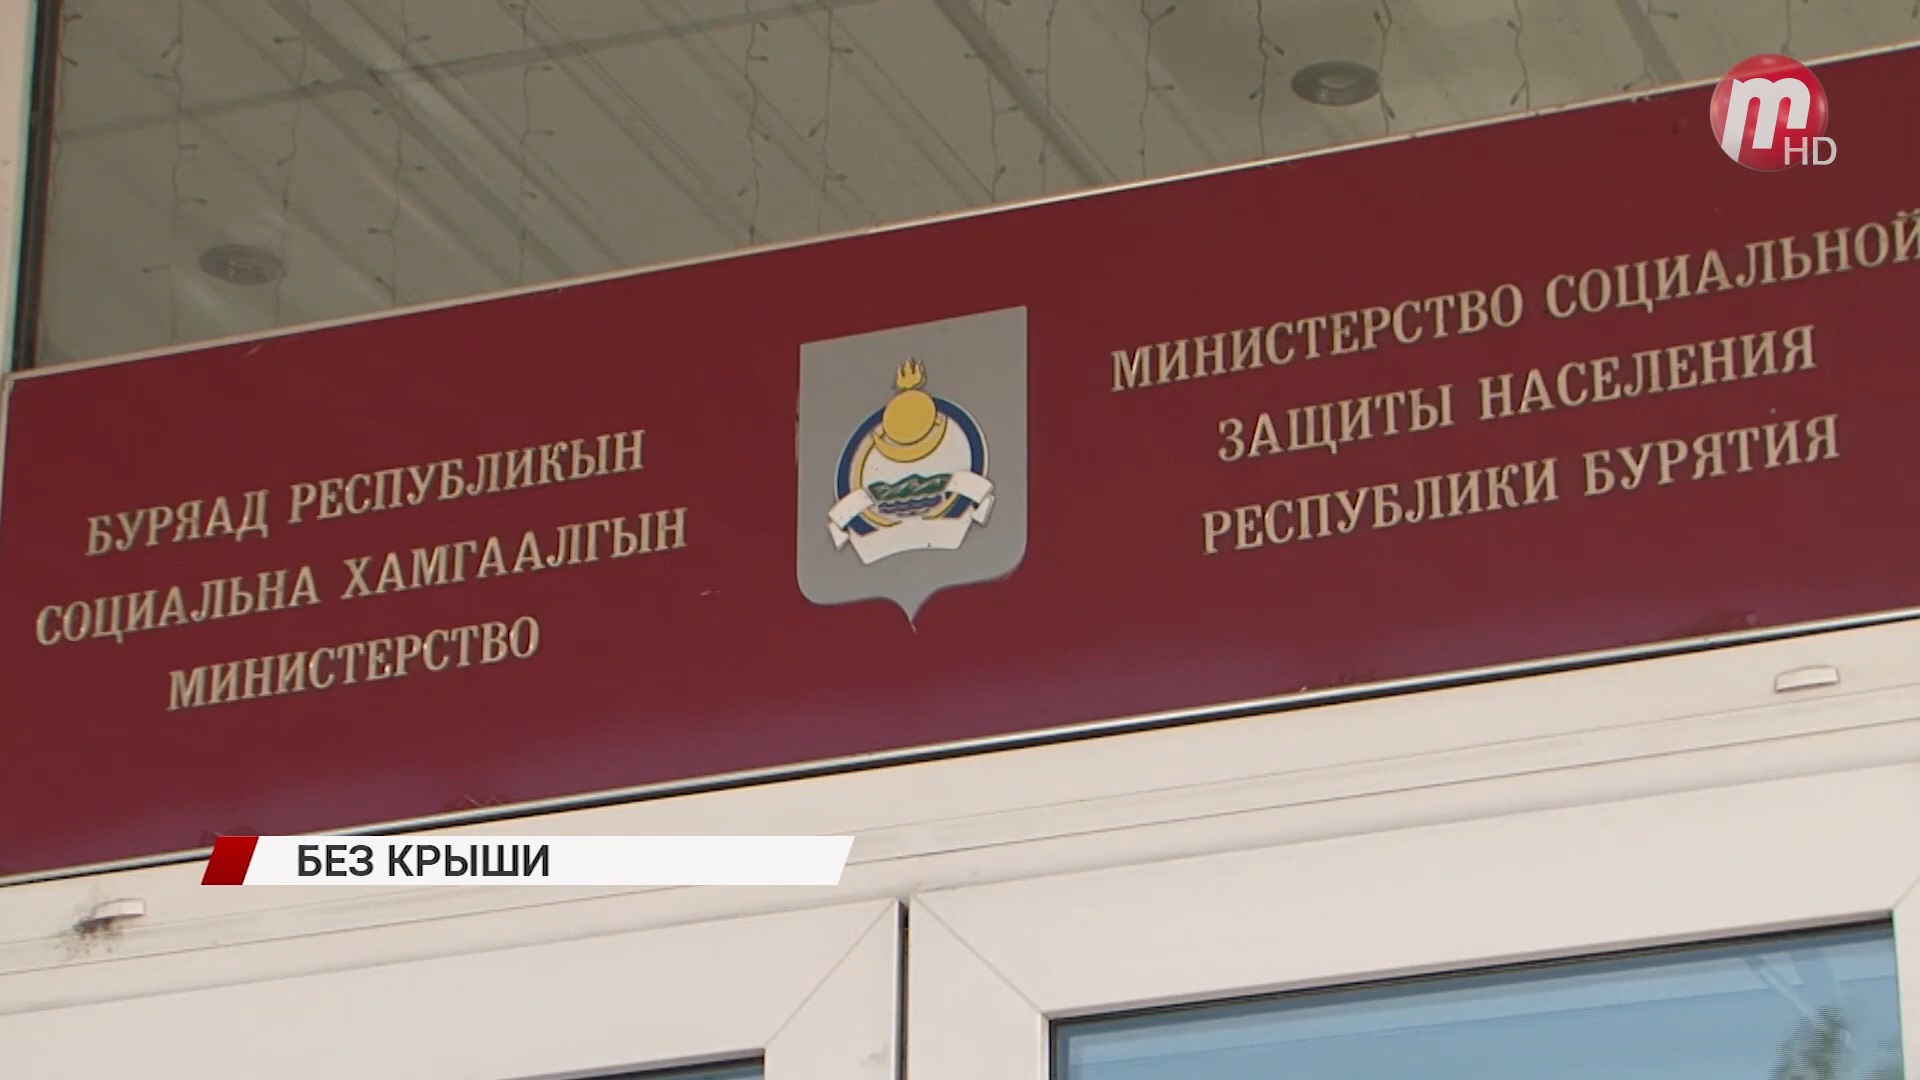 БУРЯАД РЕСПУБЛИКЫН
СОЦИАЛЬНА ХАМГААЛГЫН
МИНИСТЕРСТВО
МИНИСТЕРСТВО СОЦИАЛЬНОЙ
ЗАЩИТЫ НАСЕЛЕНИЯ
РЕСПУБЛИКИ БУРЯТИЯ
m HD
БЕЗ КРЫШИ